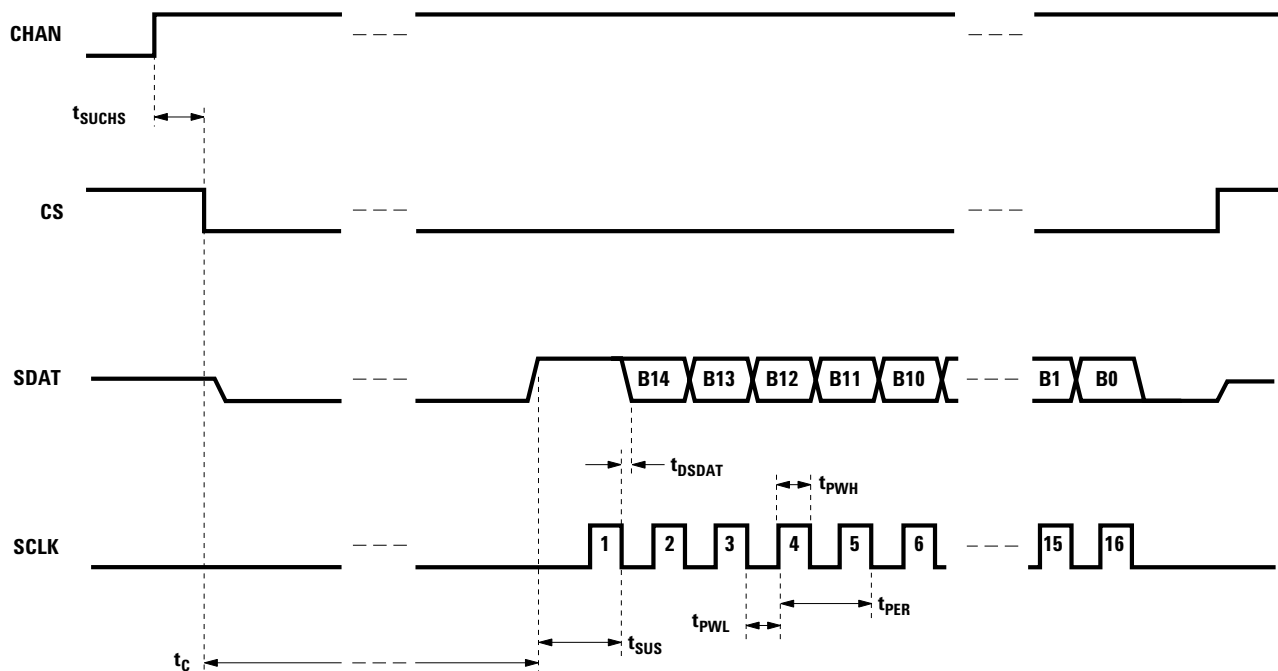 CHAN
tSUCHS
CS
SDAT
B14 B13 B12 B11 B10 B1 B0
tDSDAT
tPWH
SCLK
1 2 3 4 5 6 15 16
tPER
tPWL
tSUS
tC